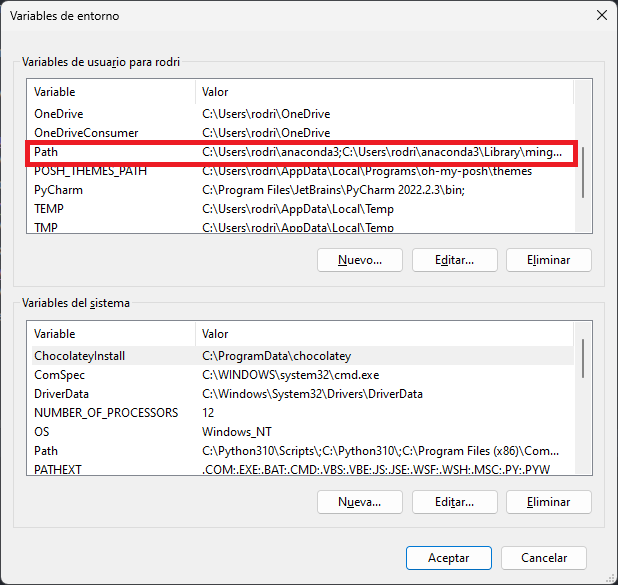 Variables de entorno
Variables de usuario para rodri
Variable Valor
OneDrive C:\Users\rodri\OneDrive
OneDriveConsumer C:\Users\rodri\OneDrive
Path C:\Users\rodri\anaconda3;C:\Users\rodri\anaconda3\Library\ming...
POSH_THEMES_PATH C:\Users\rodri\AppData\Local\Programs\oh-my-posh\themes
PyCharm C:\Program Files\JetBrains\PyCharm 2022.2.3\bin;
TEMP C:\Users\rodri\AppData\Local\Temp
TMP C:\Users\rodri\AppData\Local\Temp
Nuevo... Editar... Eliminar
Variables del sistema
Variable Valor
ChocolateyInstall C:\ProgramData\chocolatey
ComSpec C:\WINDOWS\system32\cmd.exe
DriverData C:\Windows\System32\Drivers\DriverData
NUMBER_OF_PROCESSORS 12
OS Windows_NT
Path C:\Python310\Scripts\;C:\Python310\;C:\Program Files (x86)\Com...
PATHEXT .COM;.EXE;.BAT;.CMD;.VBS;.VBE;.JS;.JSE;.WSF;.WSH;.MSC;.PY;.PYW
Nueva... Editar... Eliminar
Aceptar Cancelar